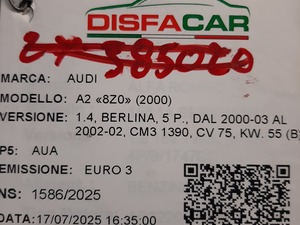 DISFACAR
MARCA: AUDI
MODELLO: A2 «8Z0» (2000)
VERSIONE: 1.4, BERLINA, 5 P., DAL 2000-03 AL
2002-02, CM3 1390, CV 75, KW. 55 (B)
P5: AUA
EMISSIONE: EURO 3
NS: 1586/2025
DATA: 17/07/2025 16:35:00